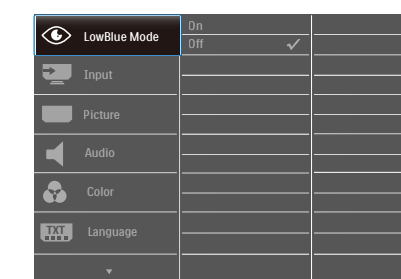 LowBlue Mode
On
Off
Input
Picture
Audio
Color
TXT
Language